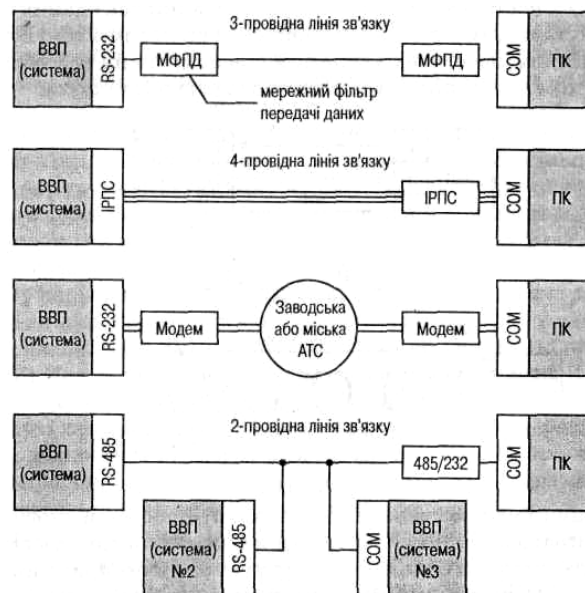 3-провідна лінія зв'язку
ВВП
(система)
RS-232
МФПД
МФПД
COM
ПК
мережний фільтр
передачі даних
4-провідна лінія зв'язку
ВВП
(система)
ІРПС
ІРПС
COM
ПК
ВВП
(система)
RS-232
Модем
Заводська
або міська
АТС
Модем
COM
ПК
2-провідна лінія зв'язку
ВВП
(система)
RS-485
485/232
COM
ПК
ВВП
(система)
№2
RS-485
COM
ВВП
(система)
№3